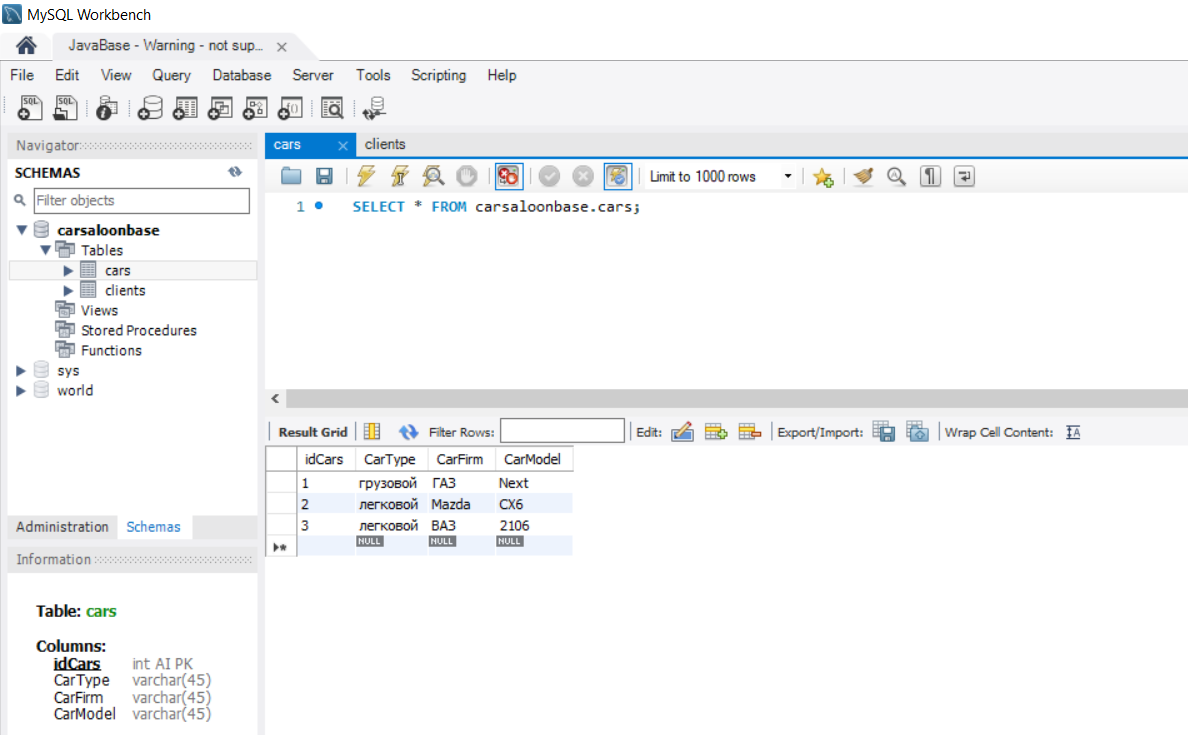 MySQL Workbench
JavaBase - Warning - not sup...
File Edit View Query Database Server Tools Scripting Help
Navigator
SCHEMAS
Filter objects
carsaloonbase
Tables
cars
clients
Views
Stored Procedures
Functions
sys
world
Administration Schemas
Information
Table: cars
Columns:
idCars int AI PK
CarType varchar(45)
CarFirm varchar(45)
CarModel varchar(45)
cars clients
Limit to 1000 rows
1 SELECT * FROM carsaloonbase.cars;
Result Grid Filter Rows: Edit: Export/Import: Wrap Cell Content:
idCars CarType CarFirm CarModel
1 грузовой ГАЗ Next
2 легковой Mazda CX6
3 легковой ВАЗ 2106
NULL NULL NULL